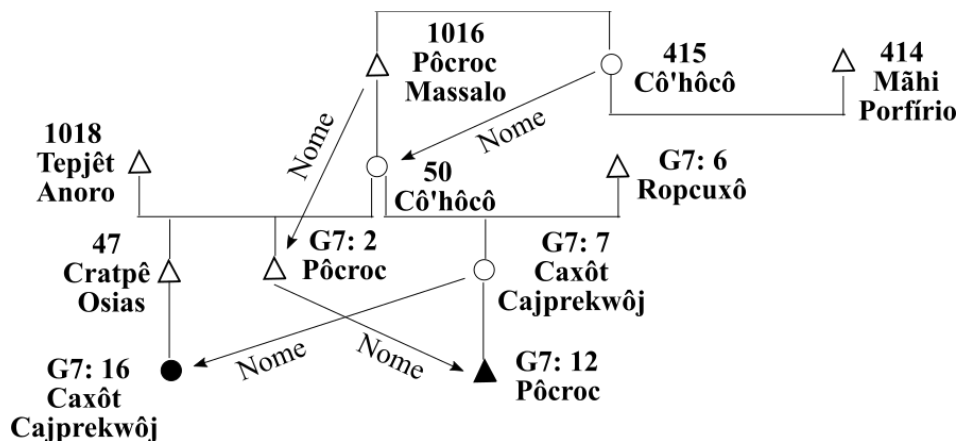 1016
Pôcroc
Massalo
415
Cô'hôcô
414
Mãhi
Porfírio
Nome
Nome
1018
Tepjêt
Anoro
50
Cô'hôcô
G7: 6
Ropcuxô
47
Cratpê
Osias
G7: 2
Pôcroc
G7: 7
Caxôt
Cajprekwôj
Nome
Nome
G7: 16
Caxôt
Cajprekwôj
G7: 12
Pôcroc